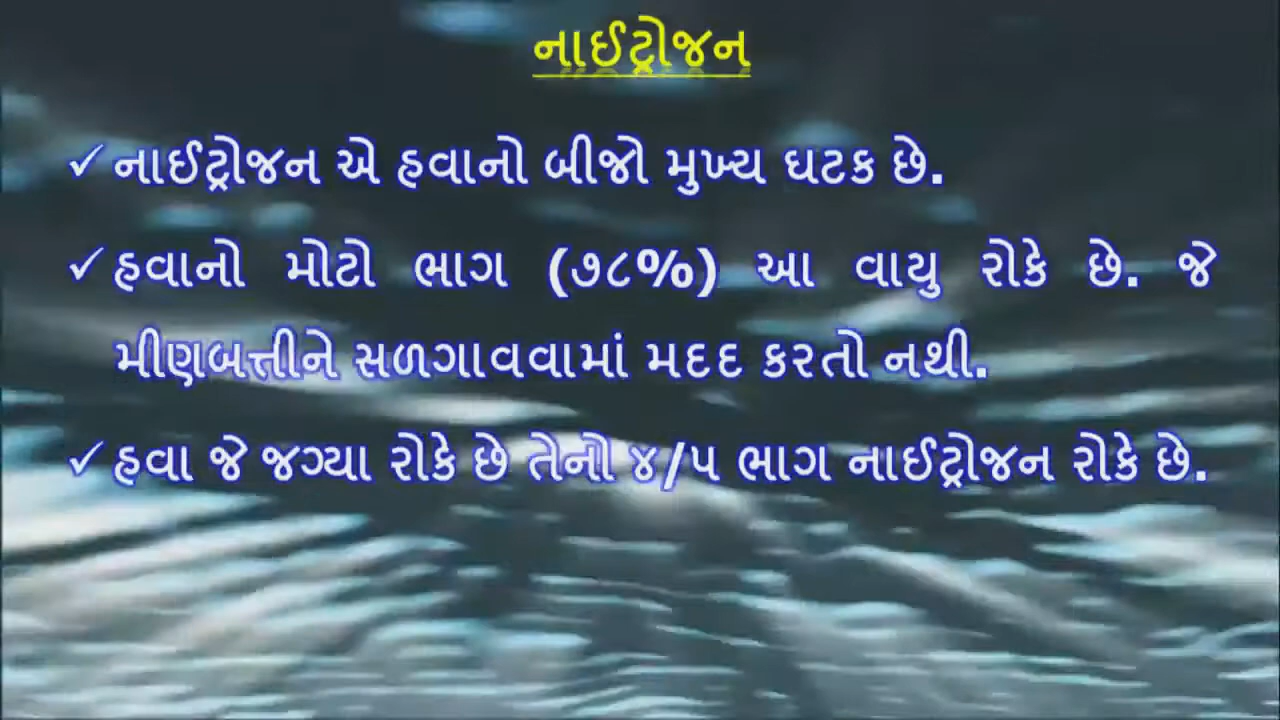 નાઈટ્રોજન
✓ નાઈટ્રોજન એ હવાનો બીજો મુખ્ય ઘટક છે.
✓ હવાનો મોટો ભાગ (૭૮%) આ વાયુ રોકે છે. જે
મીણબત્તીને સળગાવવામાં મદદ કરતો નથી.
✓ હવા જે જગ્યા રોકે છે તેનો ૪/૫ ભાગ નાઈટ્રોજન રોકે છે.